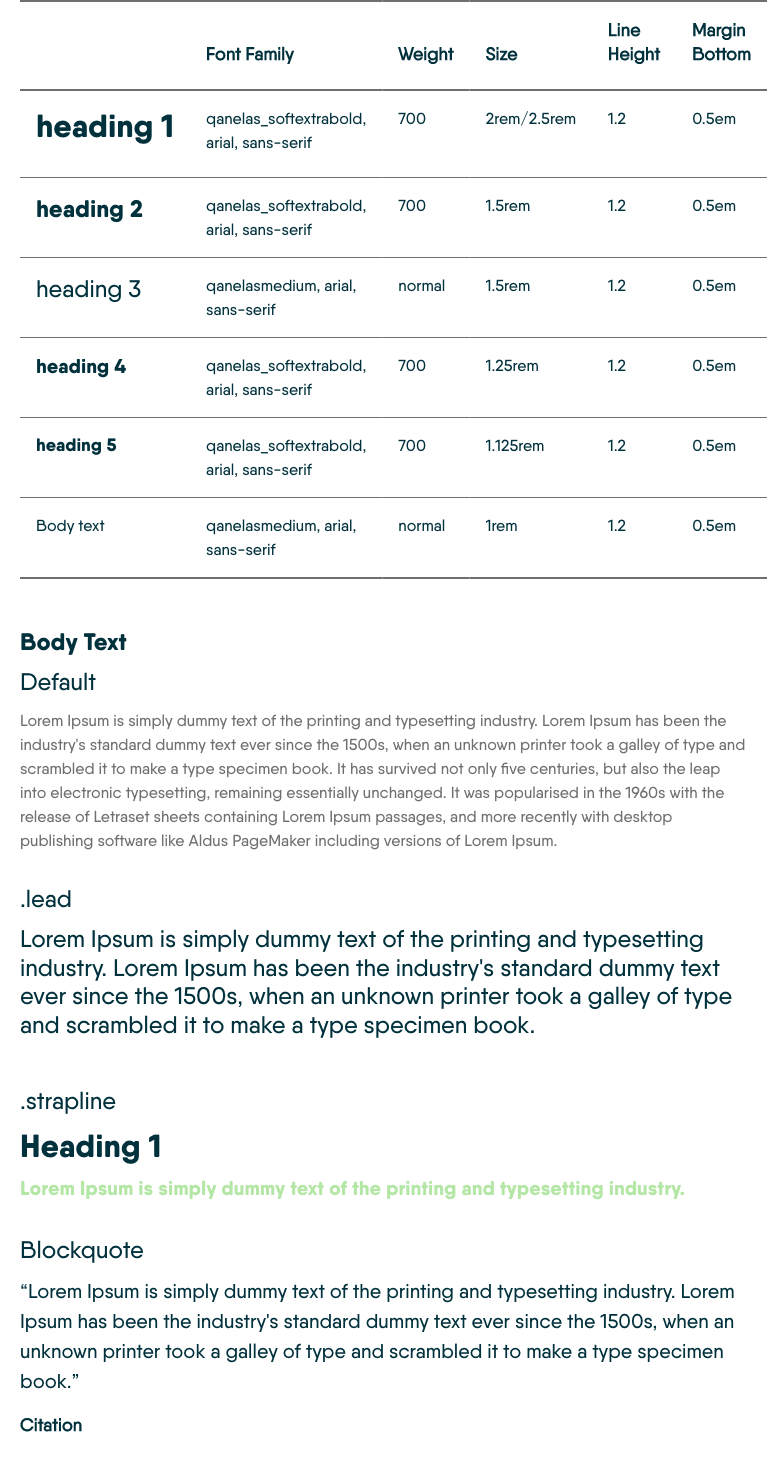 Font Family Weight Size Line Height Margin Bottom
heading 1 qanelas_softextrabold, 700 2rem/2.5rem 1.2 0.5em
arial, sans-serif
heading 2 qanelas_softextrabold, 700 1.5rem 1.2 0.5em
arial, sans-serif
heading 3 qanelasmedium, arial, normal 1.5rem 1.2 0.5em
sans-serif
heading 4 qanelas_softextrabold, 700 1.25rem 1.2 0.5em
arial, sans-serif
heading 5 qanelas_softextrabold, 700 1.125rem 1.2 0.5em
arial, sans-serif
Body text qanelasmedium, arial, normal 1rem 1.2 0.5em
sans-serif
Body Text
Default
Lorem Ipsum is simply dummy text of the printing and typesetting industry. Lorem Ipsum has been the
industry's standard dummy text ever since the 1500s, when an unknown printer took a galley of type and
scrambled it to make a type specimen book. It has survived not only five centuries, but also the leap
into electronic typesetting, remaining essentially unchanged. It was popularised in the 1960s with the
release of Letraset sheets containing Lorem Ipsum passages, and more recently with desktop
publishing software like Aldus PageMaker including versions of Lorem Ipsum.
.lead
Lorem Ipsum is simply dummy text of the printing and typesetting
industry. Lorem Ipsum has been the industry's standard dummy text
ever since the 1500s, when an unknown printer took a galley of type
and scrambled it to make a type specimen book.
.strapline
Heading 1
Lorem Ipsum is simply dummy text of the printing and typesetting industry.
Blockquote
“Lorem Ipsum is simply dummy text of the printing and typesetting industry. Lorem
Ipsum has been the industry's standard dummy text ever since the 1500s, when an
unknown printer took a galley of type and scrambled it to make a type specimen
book.”
Citation